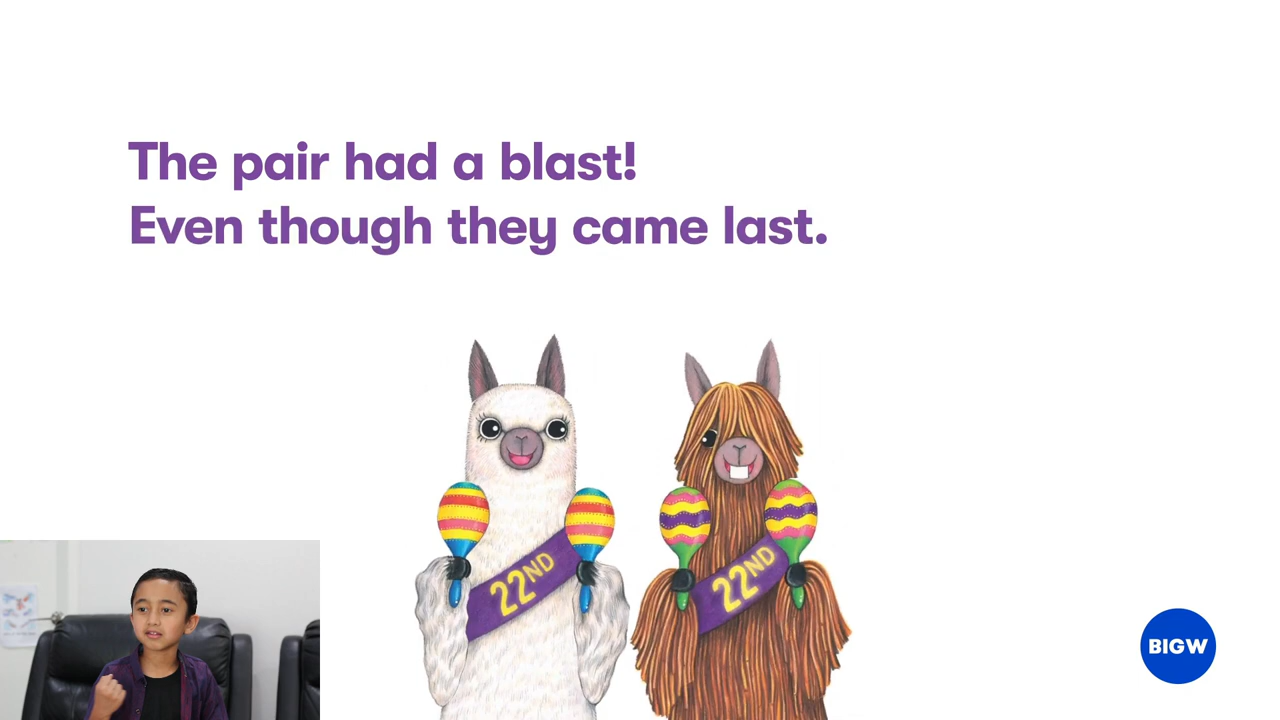 The pair had a blast!
Even though they came last.
22ND
22ND
BIGW